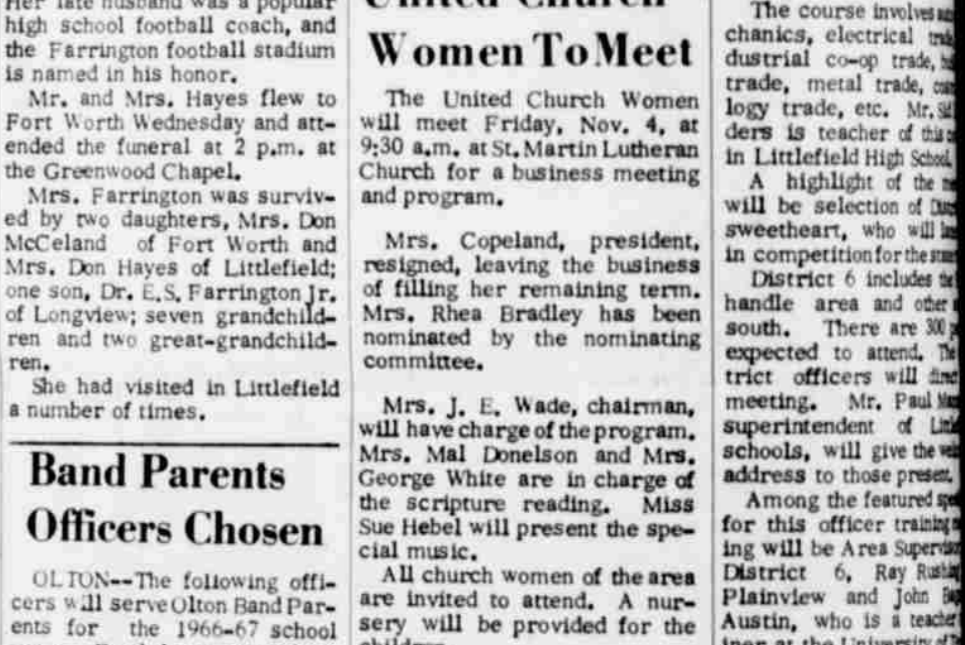 Her late husband was a popular
high school football coach, and
the Farrington football stadium
is named in his honor.
Mr. and Mrs. Hayes flew to
Fort Worth Wednesday and att-
ended the funeral at 2 p.m. at
the Greenwood Chapel.
Mrs. Farrington was surviv-
ed by two daughters, Mrs. Don
McCeland of Fort Worth and
Mrs. Don Hayes of Littlefield;
one son, Dr. E.S. Farrington Jr.
of Longview; seven grandchild-
ren and two great-grandchild-
ren.
She had visited in Littlefield
a number of times.
Band Parents
Officers Chosen
OLTON--The following offi-
cers will serve Olton Band Par-
ents for the 1966-67 school
United Church
Women To Meet
The United Church Women
will meet Friday, Nov. 4, at
9:30 a.m. at St. Martin Lutheran
Church for a business meeting
and program.
Mrs. Copeland, president,
resigned, leaving the business
of filling her remaining term.
Mrs. Rhea Bradley has been
nominated by the nominating
committee.
Mrs. J. E. Wade, chairman,
will have charge of the program.
Mrs. Mal Donelson and Mrs.
George White are in charge of
the scripture reading. Miss
Sue Hebel will present the spe-
cial music.
All church women of the area
are invited to attend. A nur-
sery will be provided for the
The course involves
chanics, electrical
dustrial co-op trade,
trade, metal trade,
logy trade, etc. Mr.
ders is teacher of this
in Littlefield High School.
A highlight of the
will be selection of
sweetheart, who will
in competition for the
District 6 includes the
handle area and other
south. There are 300
expected to attend. The
trict officers will direct
meeting. Mr. Paul
superintendent of
schools, will give the
address to those present.
Among the featured
for this officer training
ing will be Area Supervisor
District 6, Ray
Plainview and John
Austin, who is a teacher
at the University of